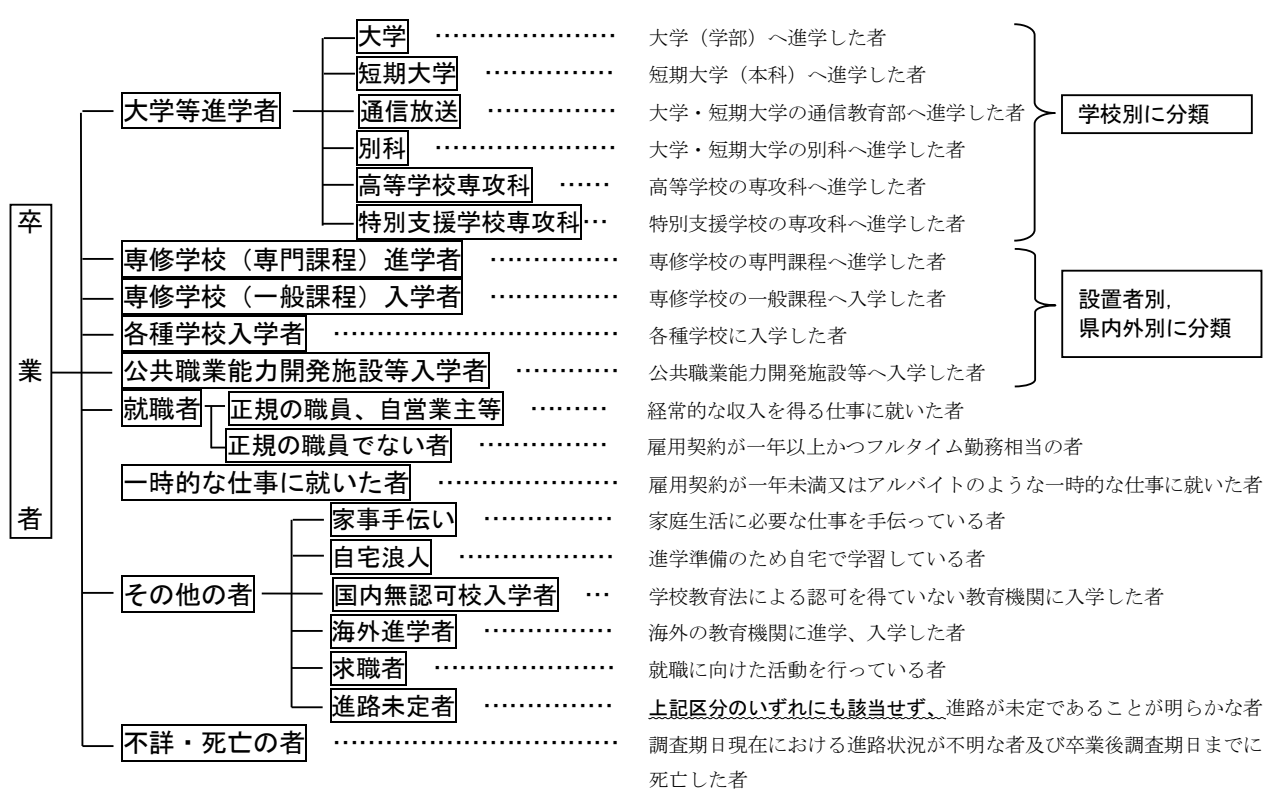 卒業者
大学等進学者
大学 ………………… 大学（学部）へ進学した者
短期大学 …………… 短期大学（本科）へ進学した者
通信放送 …………… 大学・短期大学の通信教育部へ進学した者
別科 ………………… 大学・短期大学の別科へ進学した者
高等学校専攻科 …… 高等学校の専攻科へ進学した者
特別支援学校専攻科… 特別支援学校の専攻科へ進学した者
学校別に分類
専修学校（専門課程）進学者 …………… 専修学校の専門課程へ進学した者
専修学校（一般課程）入学者 …………… 専修学校の一般課程へ入学した者
各種学校入学者 …………………………… 各種学校に入学した者
公共職業能力開発施設等入学者 ………… 公共職業能力開発施設等へ入学した者
設置者別，
県内外別に分類
就職者
正規の職員、自営業主等 ……… 経常的な収入を得る仕事に就いた者
正規の職員でない者 …………… 雇用契約が一年以上かつフルタイム勤務相当の者
一時的な仕事に就いた者 ………………… 雇用契約が一年未満又はアルバイトのような一時的な仕事に就いた者
その他の者
家事手伝い …………… 家庭生活に必要な仕事を手伝っている者
自宅浪人 ……………… 進学準備のため自宅で学習している者
国内無認可校入学者 … 学校教育法による認可を得ていない教育機関に入学した者
海外進学者 …………… 海外の教育機関に進学、入学した者
求職者 ………………… 就職に向けた活動を行っている者
進路未定者 …………… 上記区分のいずれにも該当せず、進路が未定であることが明らかな者
不詳・死亡の者 …………………………… 調査期日現在における進路状況が不明な者及び卒業後調査期日までに
死亡した者